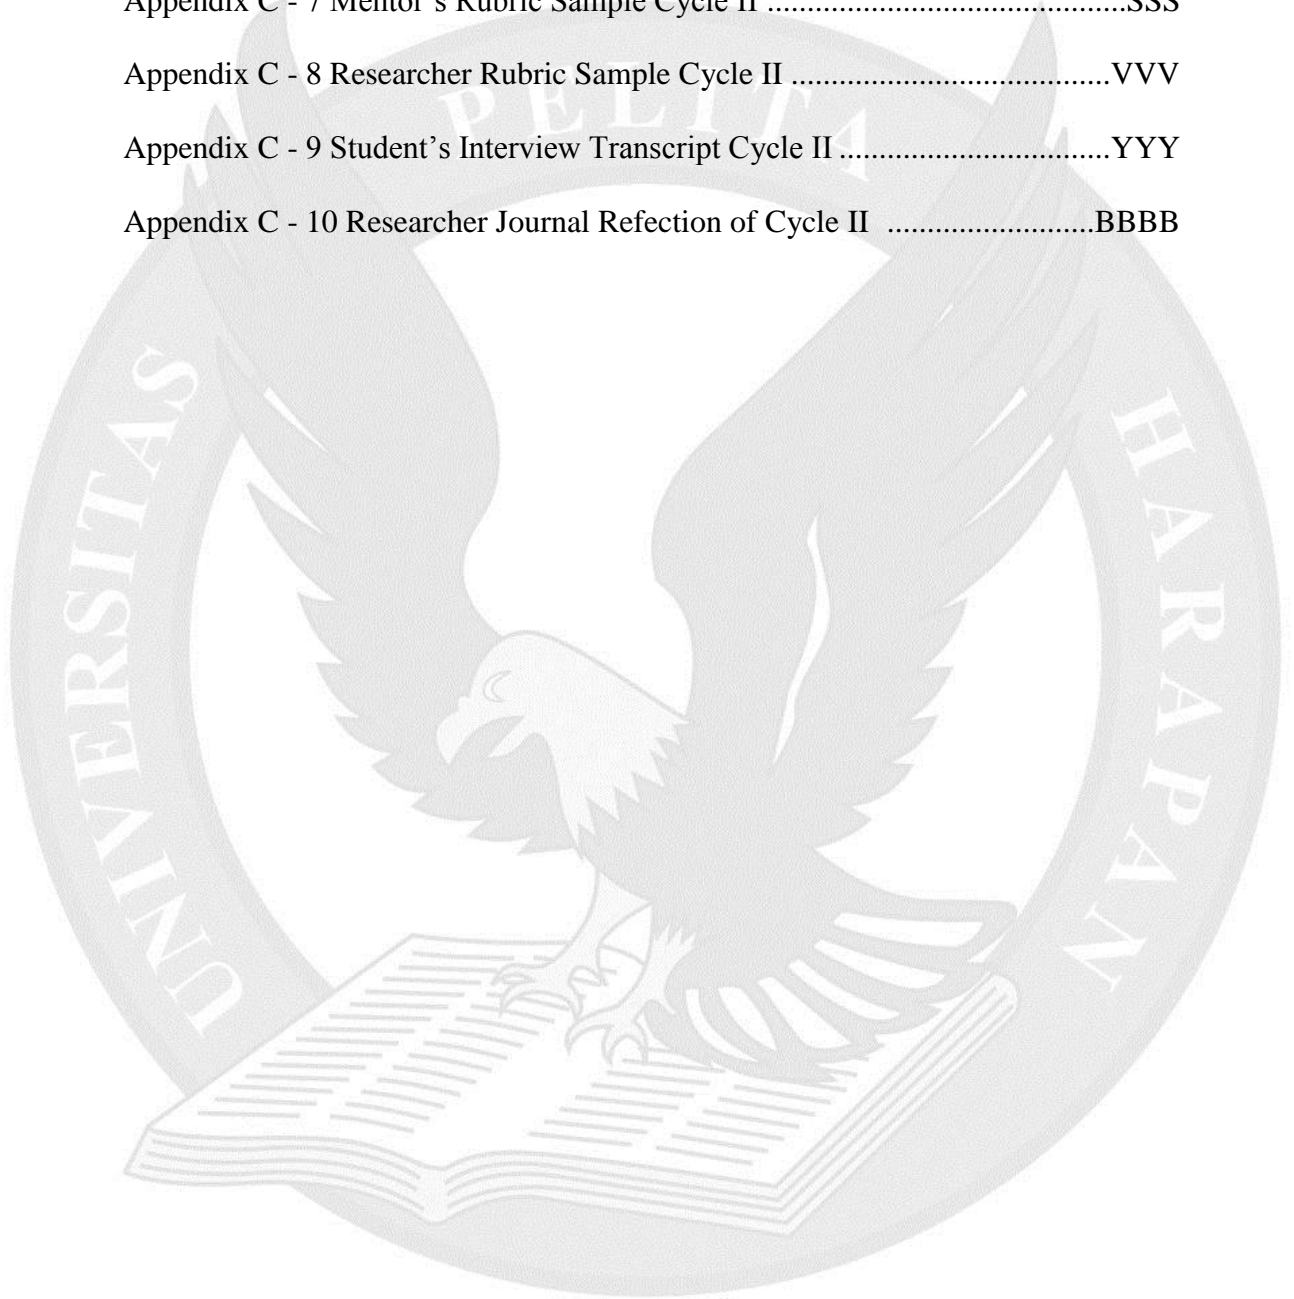 Appendix C - 7 Mentor's Rubric Sample Cycle II .............................................SSS
Appendix C - 8 Researcher Rubric Sample Cycle II ........................................VVV
Appendix C - 9 Student's Interview Transcript Cycle II ..................................YYY
Appendix C - 10 Researcher Journal Refection of Cycle II ..........................BBBB
UNIVERSITAS PELITA HARAPAN